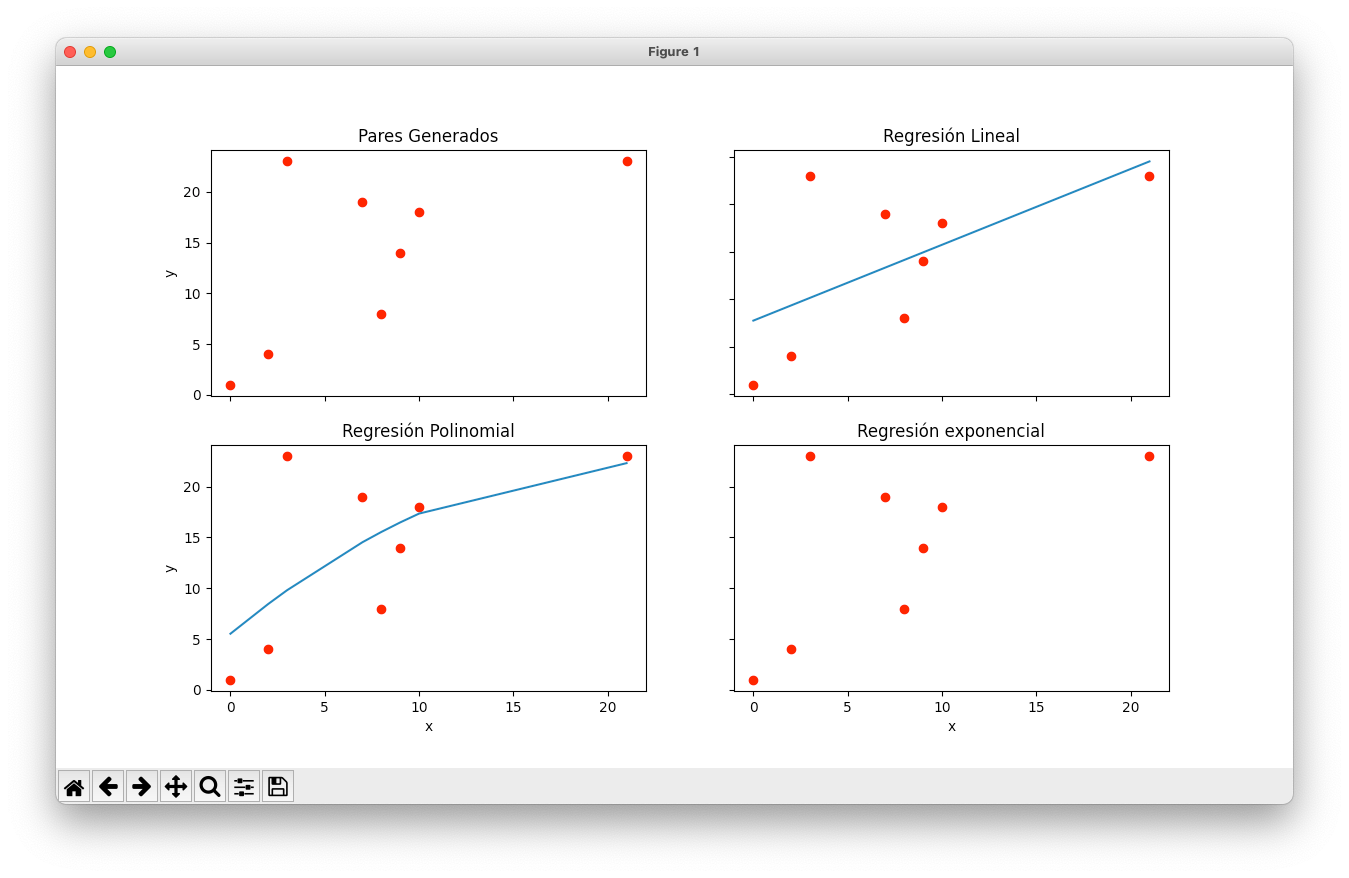 Figure 1
Pares Generados
20
15
10
5
0
y
Regresión Lineal
Regresión Polinomial
20
15
10
5
0
y
0 5 10 15 20
x
Regresión exponencial
0 5 10 15 20
x